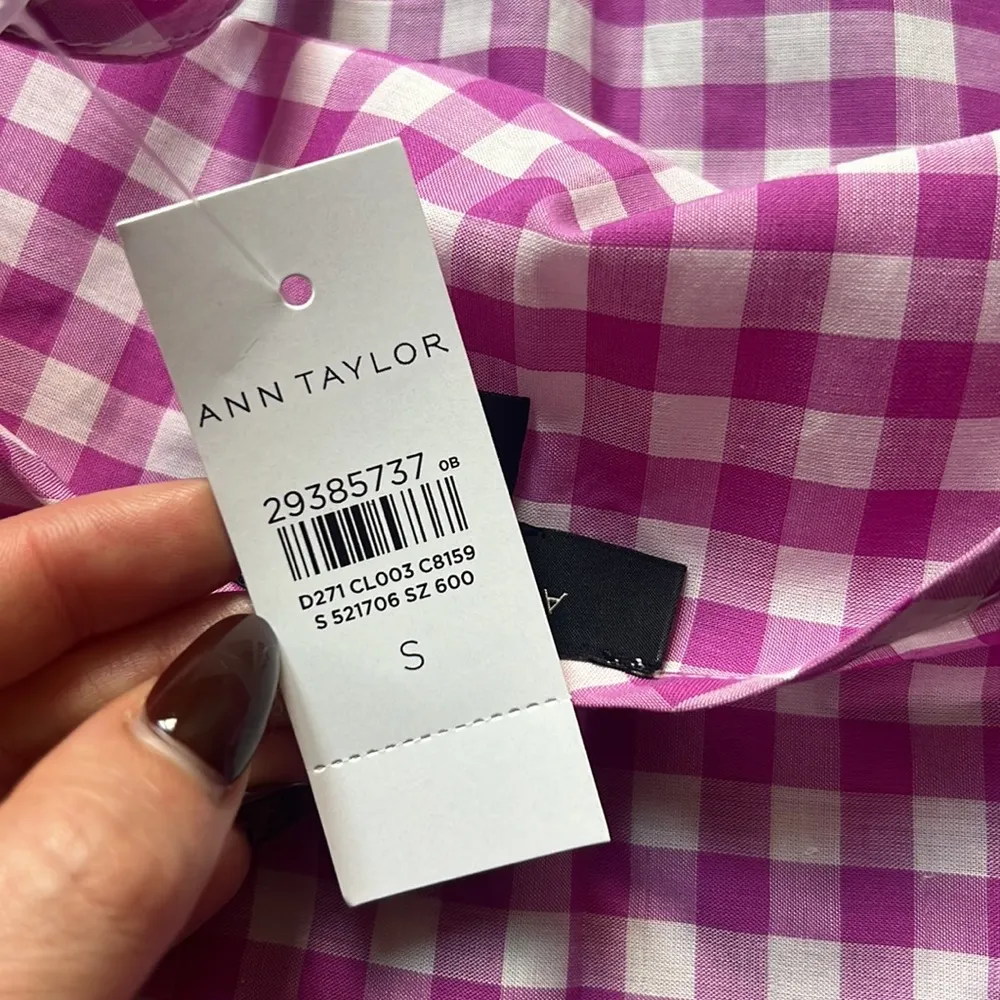 ANN TAYLOR
29385737 0B
D271 CL003 C8159
S 521706 SZ 600
S
A